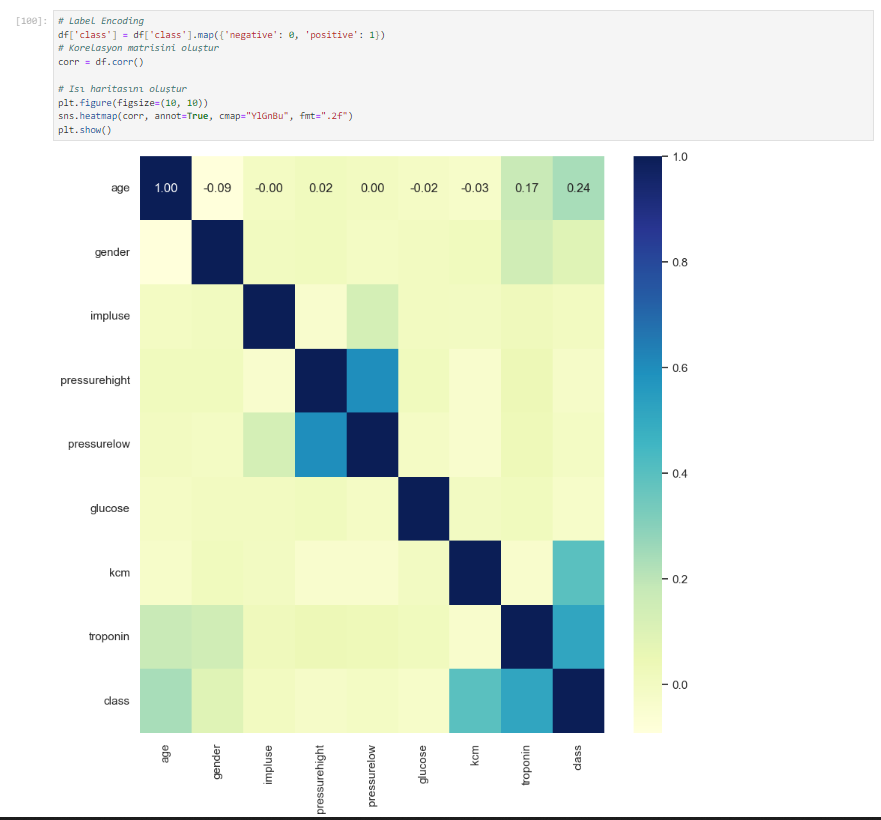 [100]:
# Label Encoding
df['class'] = df['class'].map({'negative': 0, 'positive': 1})
# Korelasyon matrisini oluştur
corr = df.corr()
# Isı haritasını oluştur
plt.figure(figsize=(10, 10))
sns.heatmap(corr, annot=True, cmap="YlGnBu", fmt=".2f")
plt.show()
age 1.00 -0.09 -0.00 0.02 0.00 -0.02 -0.03 0.17 0.24
gender
impluse
pressurehight
pressurelow
glucose
kcm
troponin
class
age gender impluse pressurehight pressurelow glucose kcm troponin class
1.0
0.8
0.6
0.4
0.2
0.0